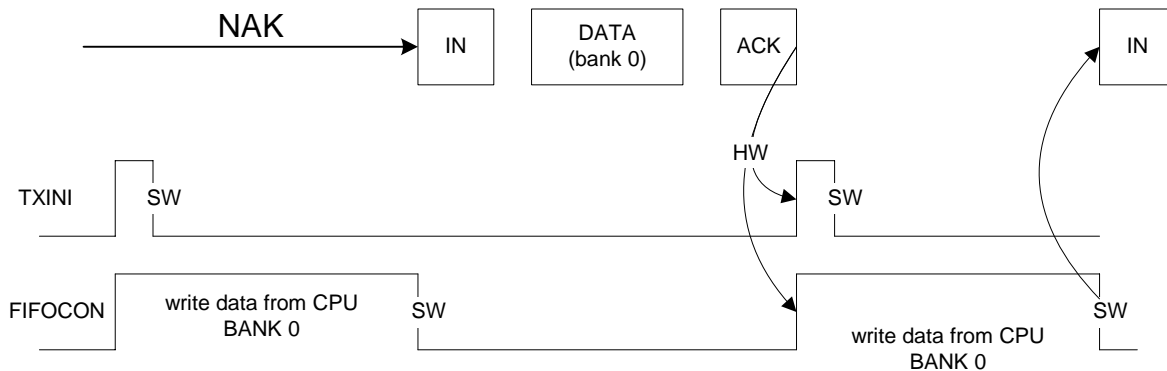 NAK
IN
DATA
(bank 0)
ACK
IN
HW
TXINI
SW
SW
FIFOCON
write data from CPU
BANK 0
SW
write data from CPU
BANK 0
SW